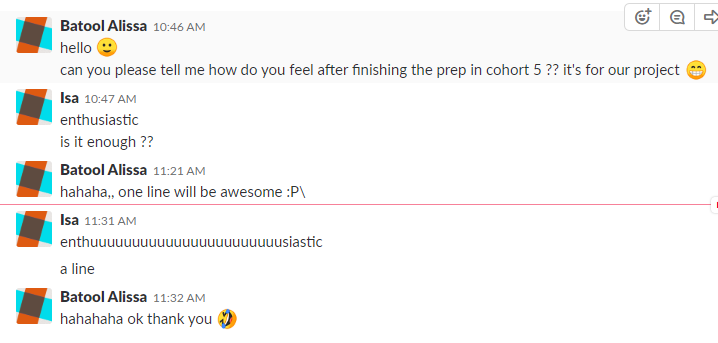 Batool Alissa 10:46 AM
hello 🙂
can you please tell me how do you feel after finishing the prep in cohort 5 ?? it's for our project 😁
Isa 10:47 AM
enthusiastic
is it enough ??
Batool Alissa 11:21 AM
hahaha,, one line will be awesome :P\
Isa 11:31 AM
enthuuuuuuuuuuuuuuuuuuuuuuusiastic
a line
Batool Alissa 11:32 AM
hahahaha ok thank you 🤣